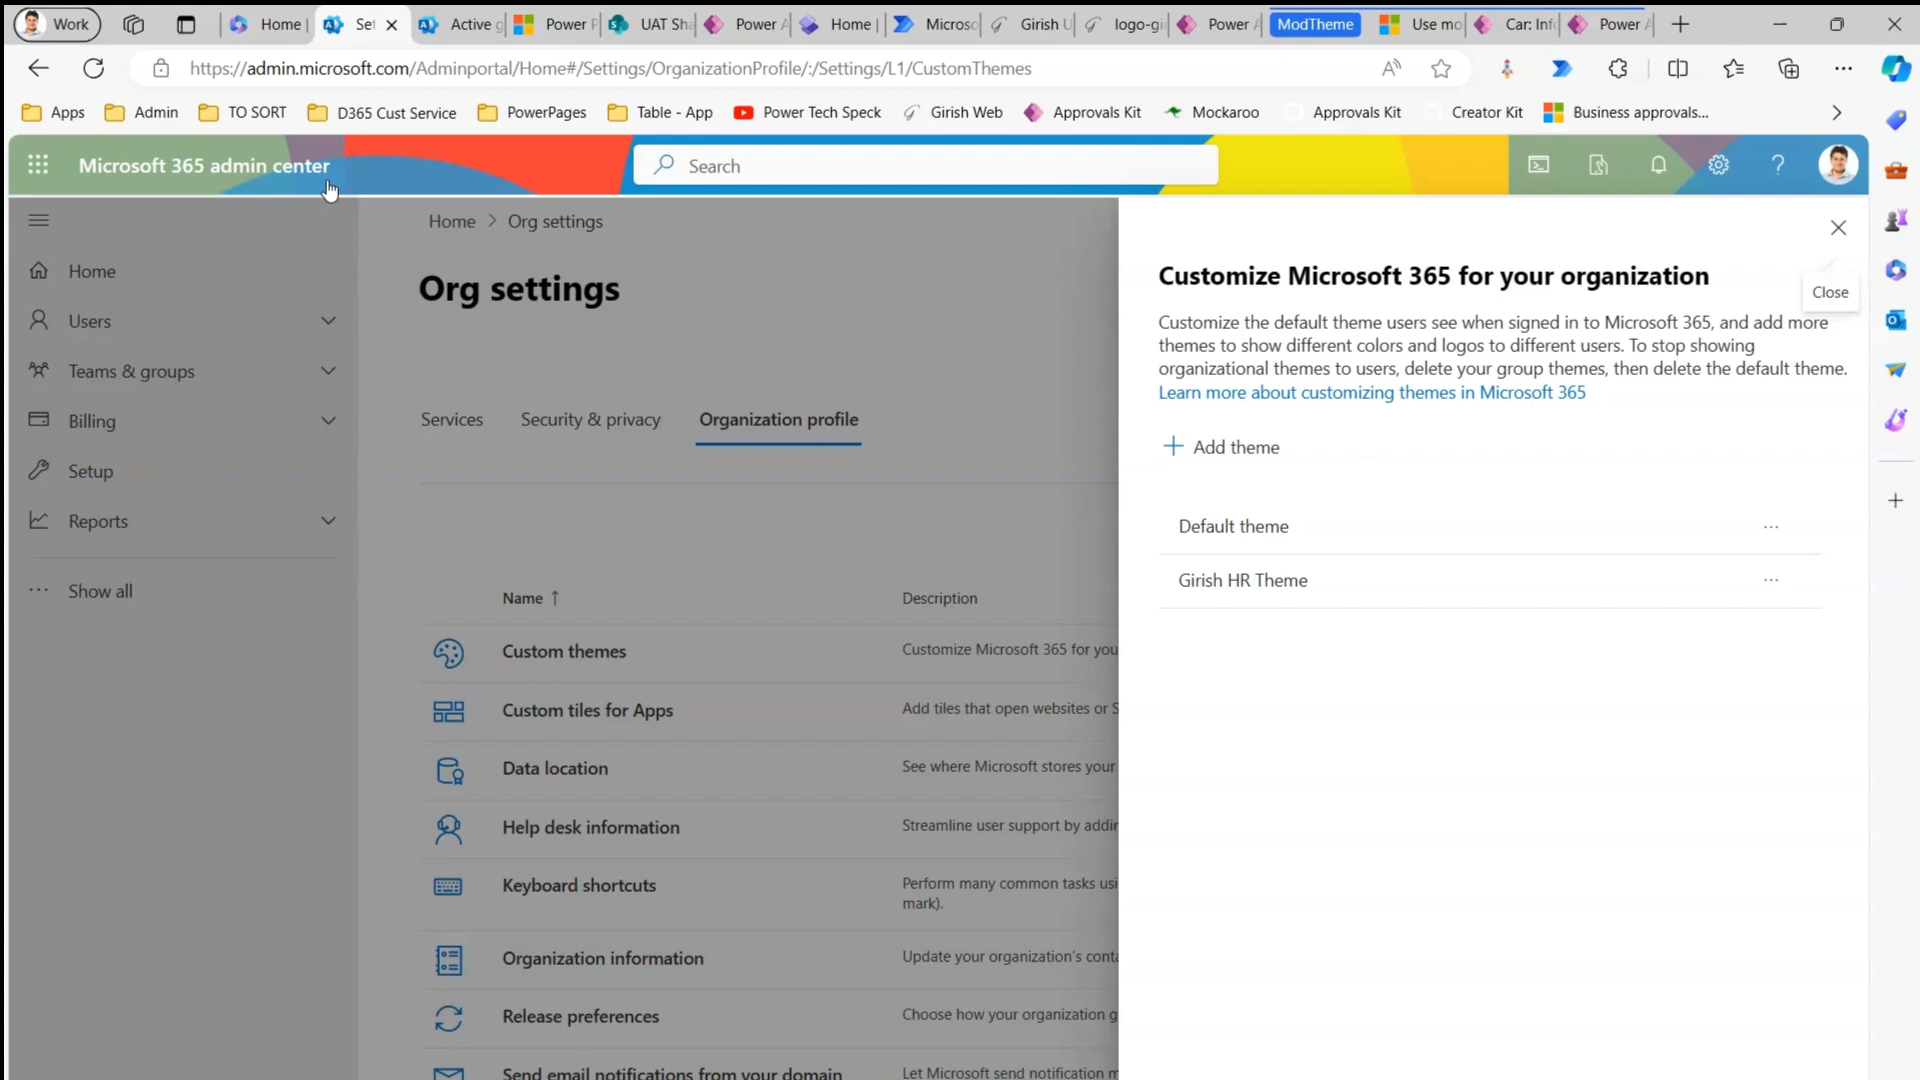 Work
Home |
Set
Active g
Power P
UAT Sha
Power A
Home |
Microso
Girish U
logo-gi
Power A
ModTheme
Use mo
Car: Info
Power A
https://admin.microsoft.com/Adminportal/Home#/Settings/OrganizationProfile/:/Settings/L1/CustomThemes
Apps
Admin
TO SORT
D365 Cust Service
PowerPages
Table - App
Power Tech Speck
Girish Web
Approvals Kit
Mockaroo
Approvals Kit
Creator Kit
Business approvals...
Microsoft 365 admin center
Search
Home
Users
Teams & groups
Billing
Setup
Reports
Show all
Home > Org settings
Org settings
Services
Security & privacy
Organization profile
Name ↑
Description
Custom themes
Customize Microsoft 365 for you
Custom tiles for Apps
Add tiles that open websites or S
Data location
See where Microsoft stores your
Help desk information
Streamline user support by addin
Keyboard shortcuts
Perform many common tasks usi
mark).
Organization information
Update your organization's conta
Release preferences
Choose how your organization g
Send email notifications from your domain
Let Microsoft send notification m
Close
Customize Microsoft 365 for your organization
Customize the default theme users see when signed in to Microsoft 365, and add more
themes to show different colors and logos to different users. To stop showing
organizational themes to users, delete your group themes, then delete the default theme.
Learn more about customizing themes in Microsoft 365
+ Add theme
Default theme
Girish HR Theme